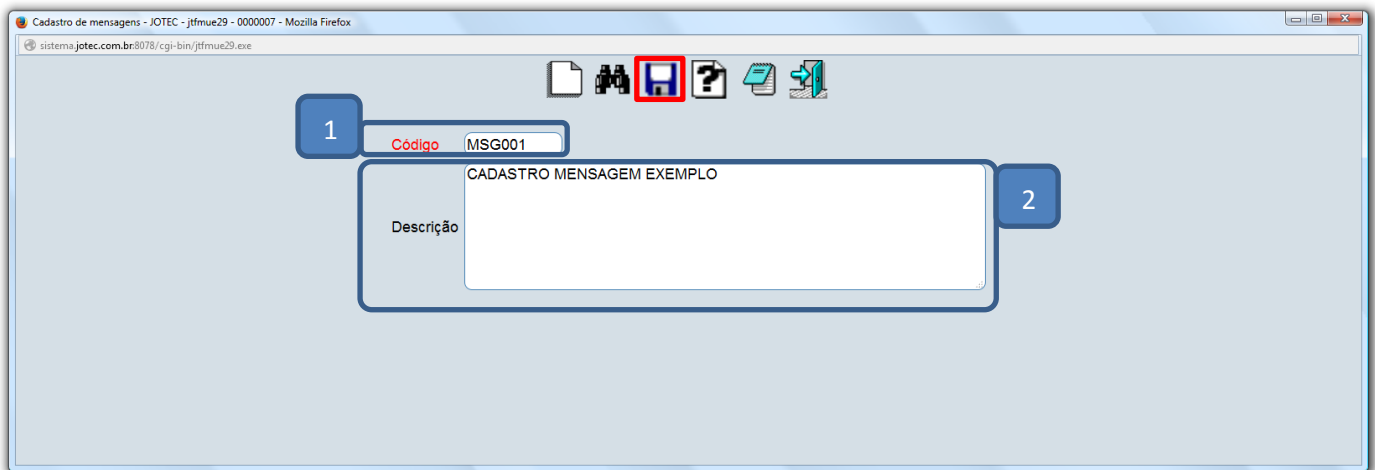 Cadastro de mensagens - JOTEC - jtfmue29 - 0000007 - Mozilla Firefox
sistema.jotec.com.br:8078/cgi-bin/jtfmue29.exe
?
1
Código MSG001
CADASTRO MENSAGEM EXEMPLO
2
Descrição